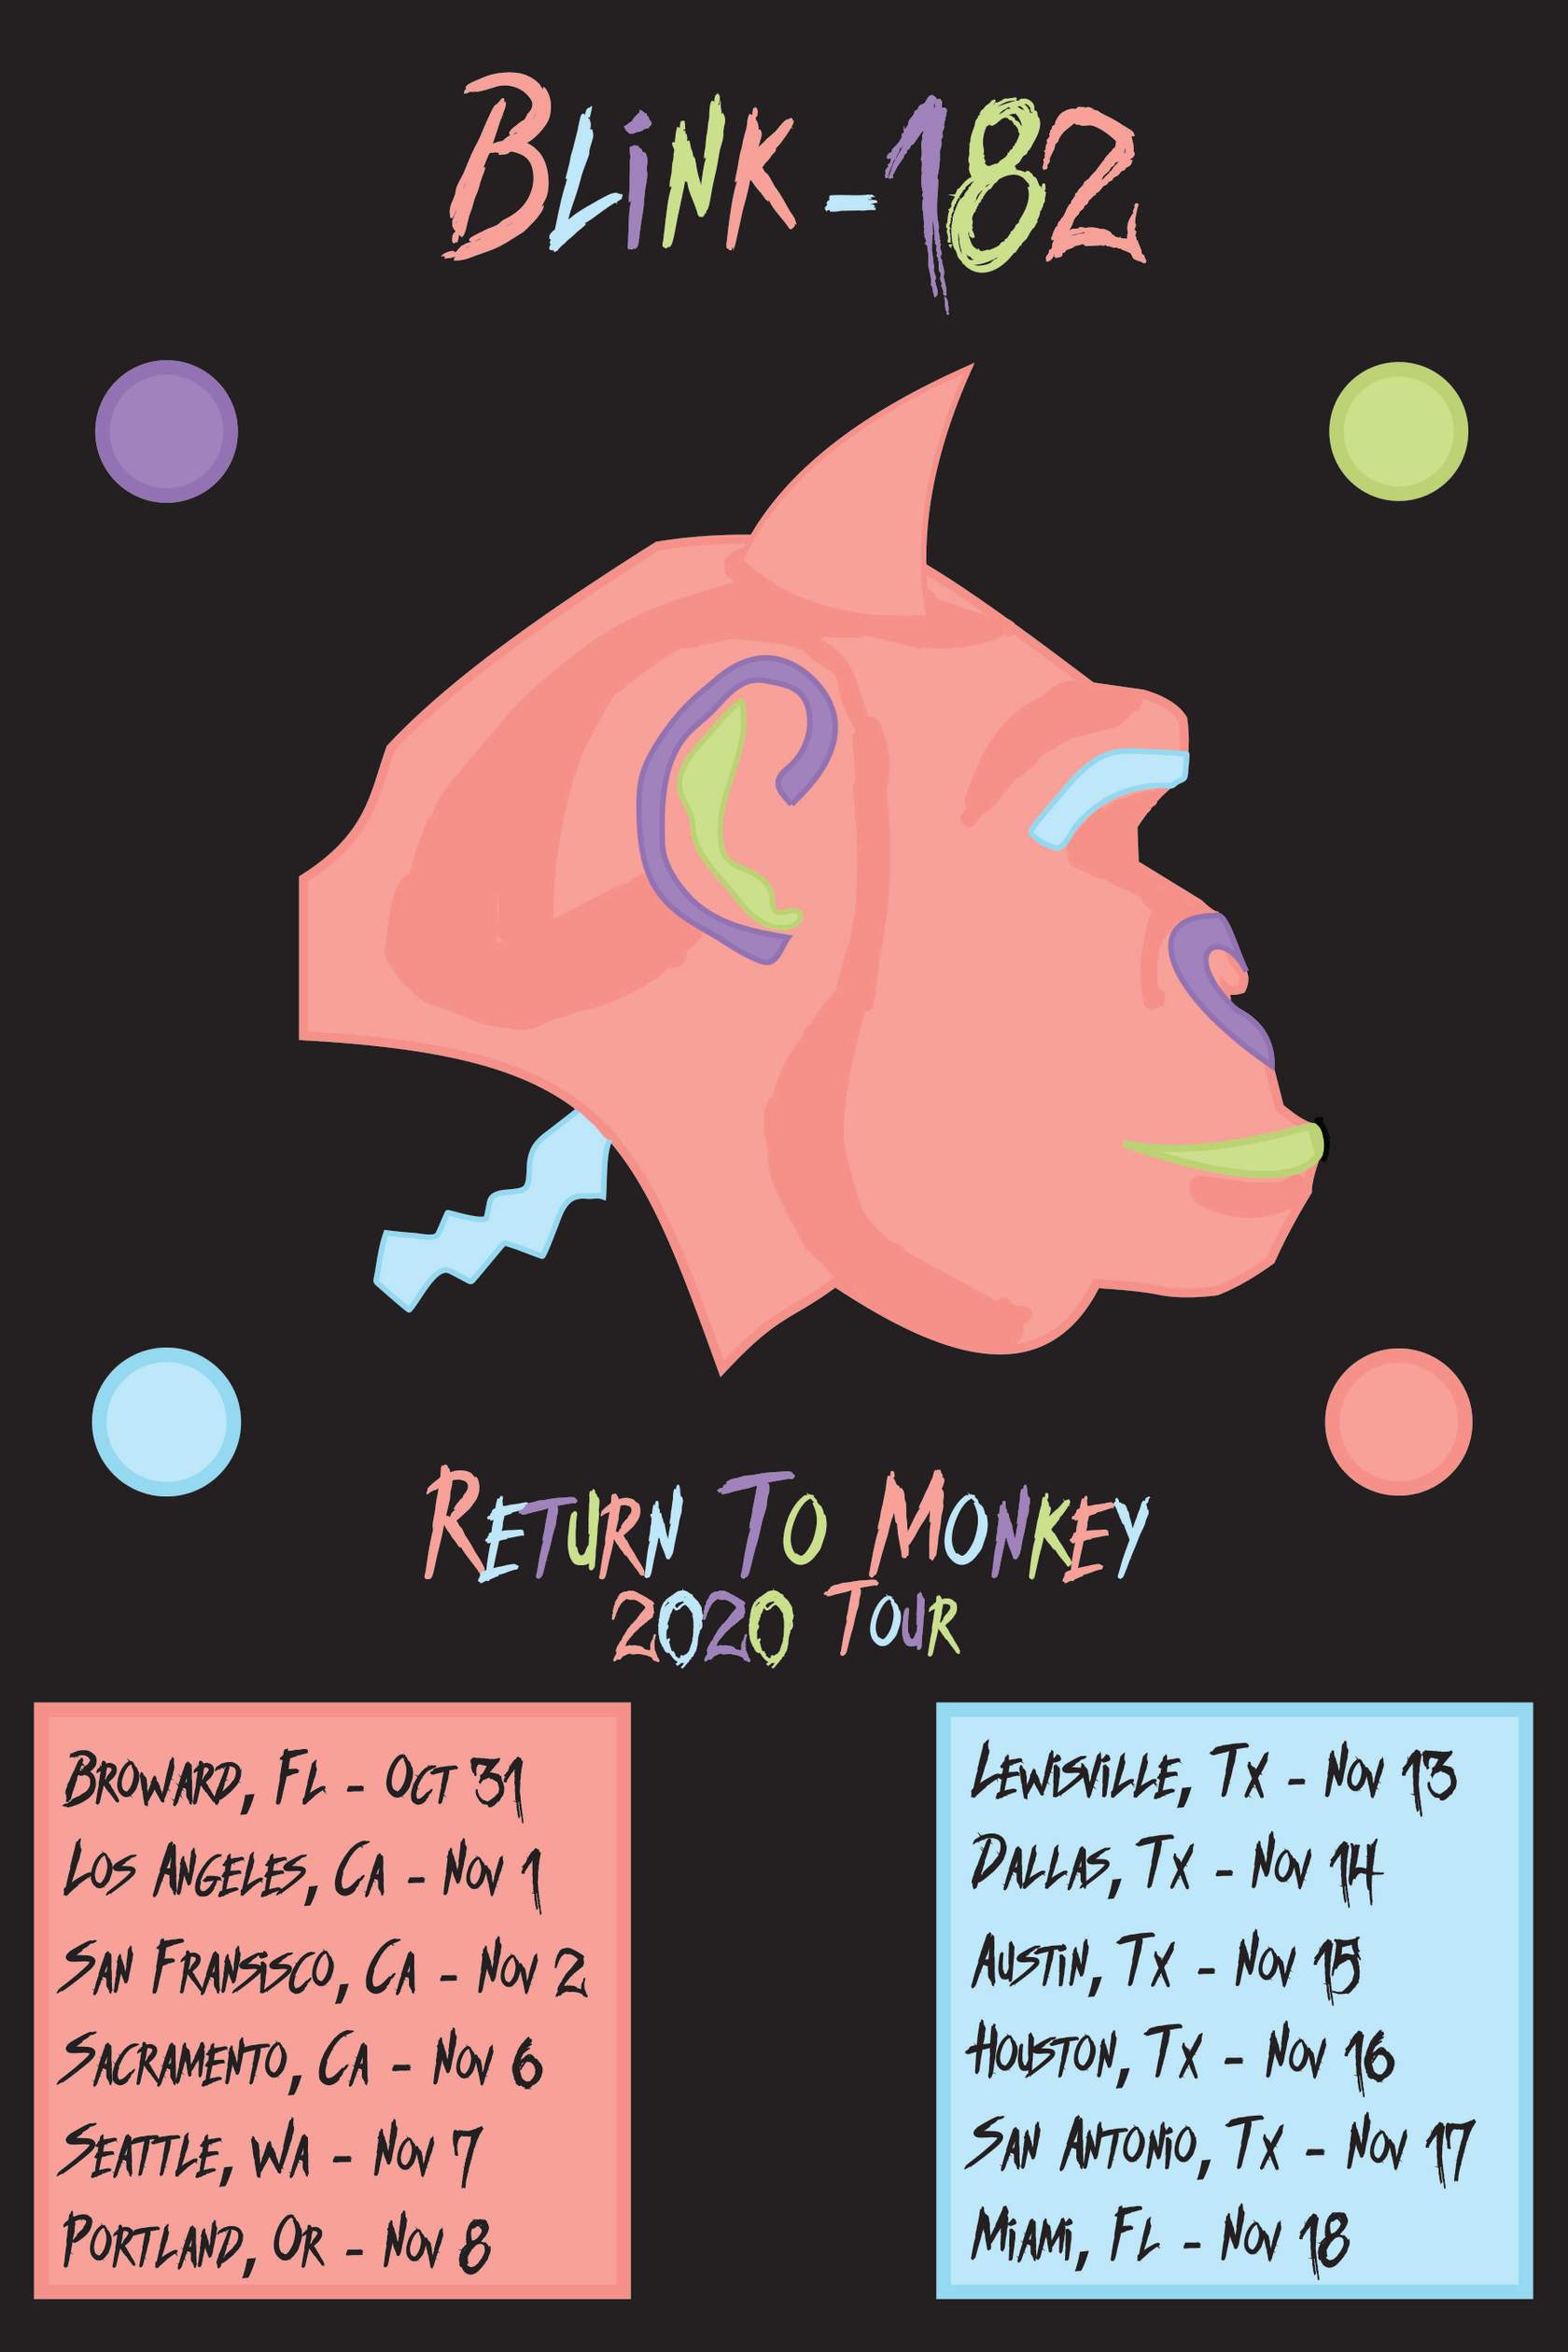 Blink-182
Return To Monkey
2020 Tour
Broward, Fl - Oct 31
Los Angeles, Ca - Nov 1
San Fransisco, Ca - Nov 2
Sacramento, Ca - Nov 6
Seattle, Wa - Nov 7
Portland, Or - Nov 8
Lewisville, Tx - Nov 13
Dallas, Tx - Nov 14
Austin, Tx - Nov 15
Houston, Tx - Nov 16
San Antonio, Tx - Nov 17
Miami, Fl - Nov 18